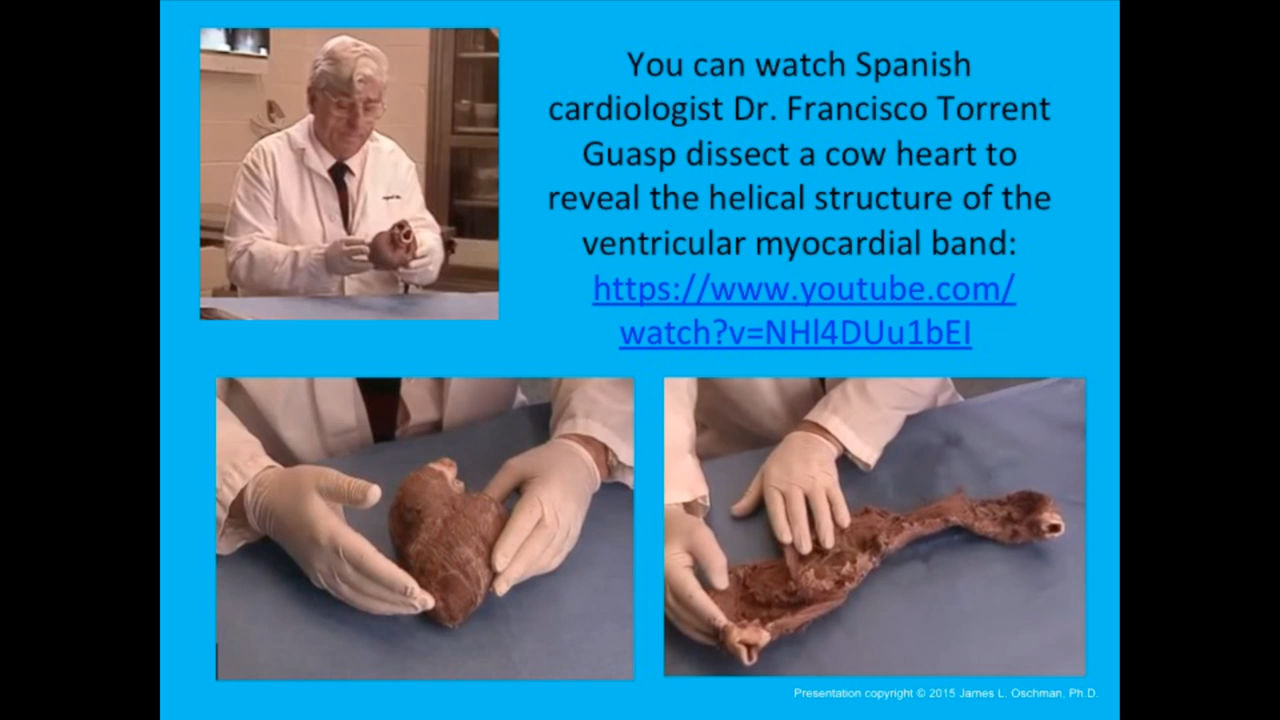 You can watch Spanish
cardiologist Dr. Francisco Torrent
Guasp dissect a cow heart to
reveal the helical structure of the
ventricular myocardial band:
https://www.youtube.com/
watch?v=NHl4DUu1bEI
Presentation copyright © 2015 James L. Oschman, Ph.D.